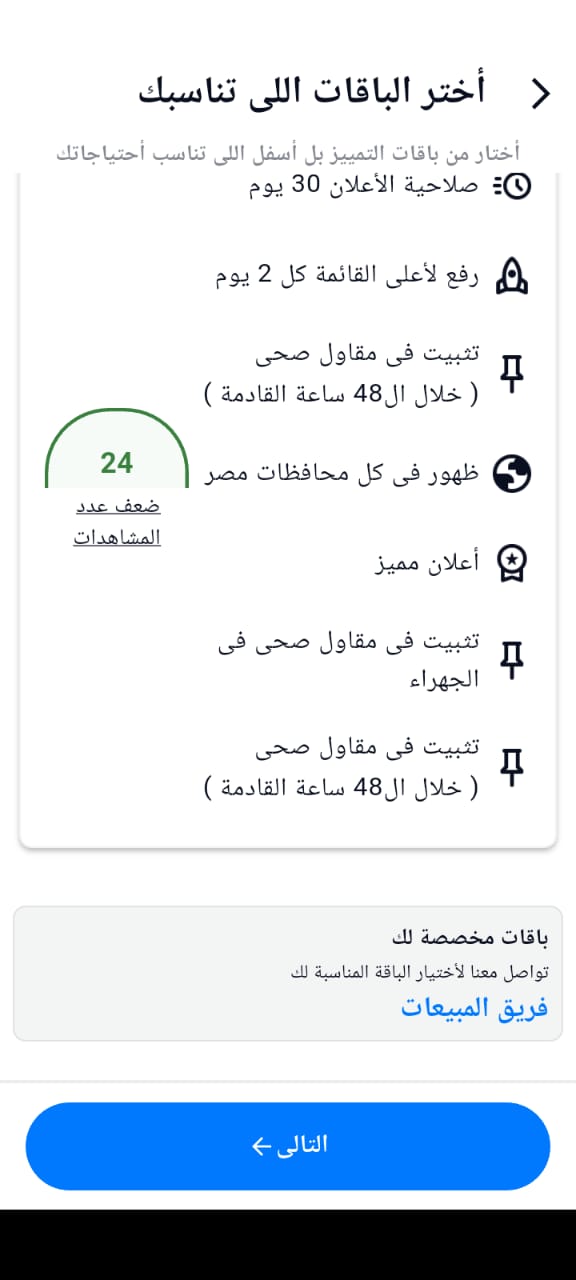 أختر الباقات اللى تناسبك
أختار من باقات التمييز بل أسفل اللى تناسب أحتياجاتك
صلاحية الأعلان 30 يوم
رفع لأعلى القائمة كل 2 يوم
تثبيت فى مقاول صحى
( خلال ال48 ساعة القادمة )
ظهور فى كل محافظات مصر
24
ضعف عدد
المشاهدات
أعلان مميز
تثبيت فى مقاول صحى فى
الجهراء
تثبيت فى مقاول صحى
( خلال ال48 ساعة القادمة )
باقات مخصصة لك
تواصل معنا لأختيار الباقة المناسبة لك
فريق المبيعات
التالى ←